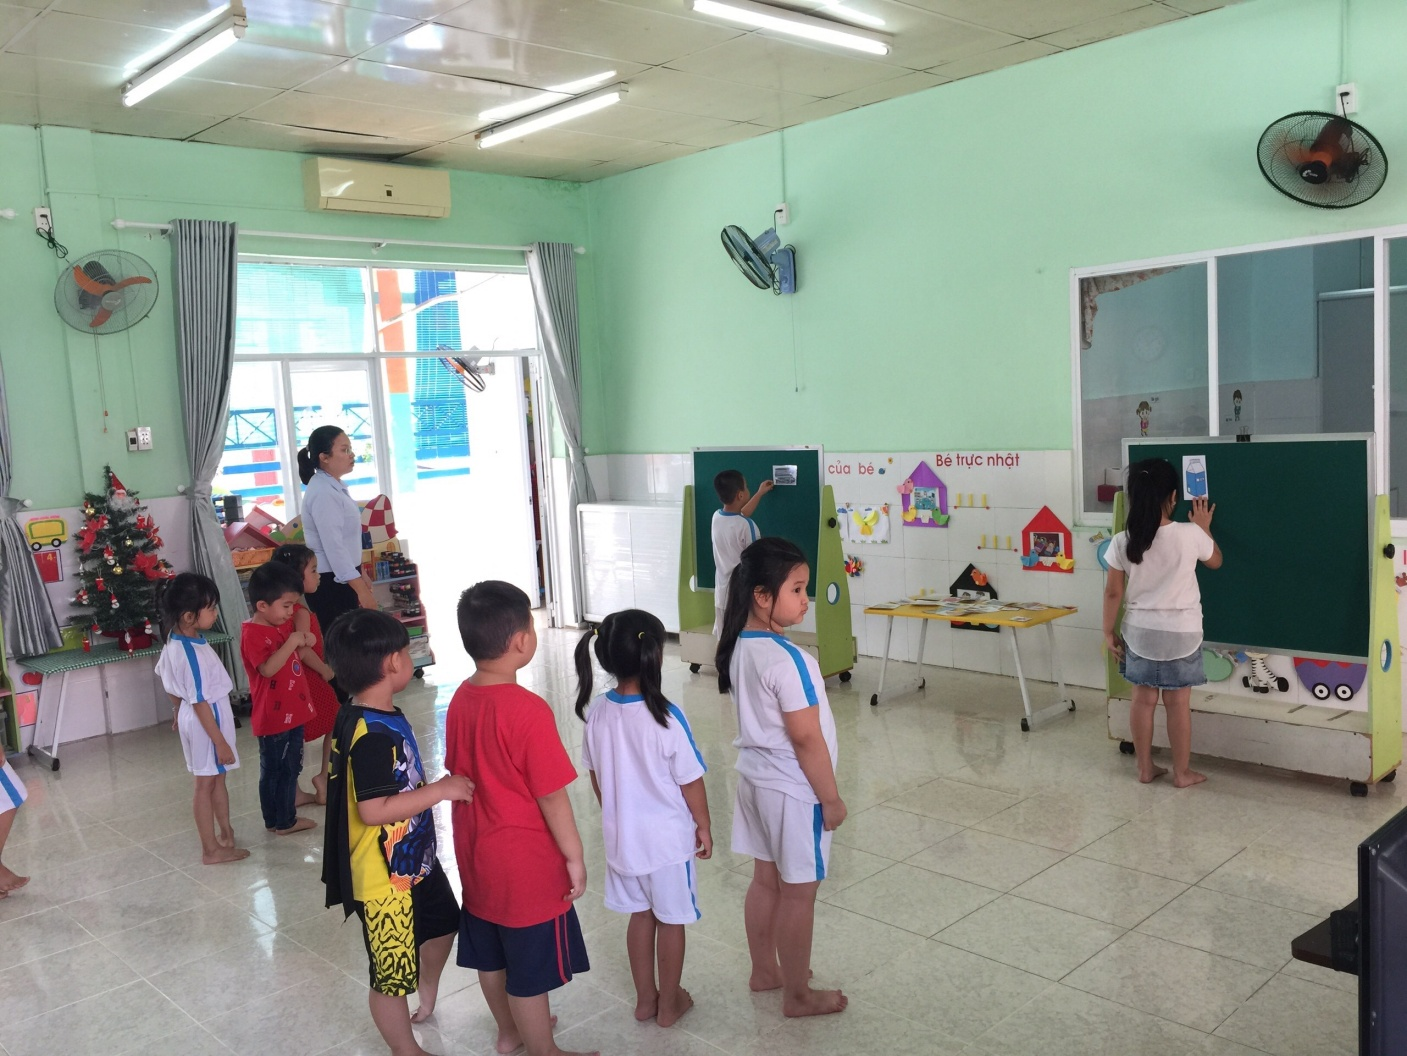 của bé
Bé trực nhật